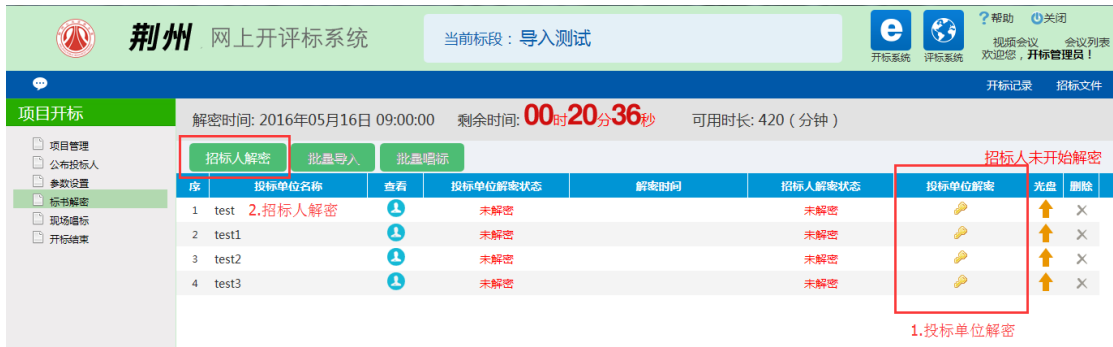 荆州 网上开评标系统
当前标段：导入测试
开标系统
评标系统
?帮助 关闭
视频会议 会议列表
欢迎您，开标管理员！
开标记录 招标文件
项目开标
项目管理
公布投标人
参数设置
标书解密
现场唱标
开标结束
解密时间: 2016年05月16日 09:00:00 剩余时间: 00时20分36秒 可用时长: 420（分钟）
招标人解密 批量导入 批量唱标 招标人未开始解密
序 投标单位名称 查看 投标单位解密状态 解密时间 招标人解密状态 投标单位解密 光盘 删除
1 test 2.招标人解密 未解密 未解密
2 test1 未解密 未解密
3 test2 未解密 未解密
4 test3 未解密 未解密
1.投标单位解密